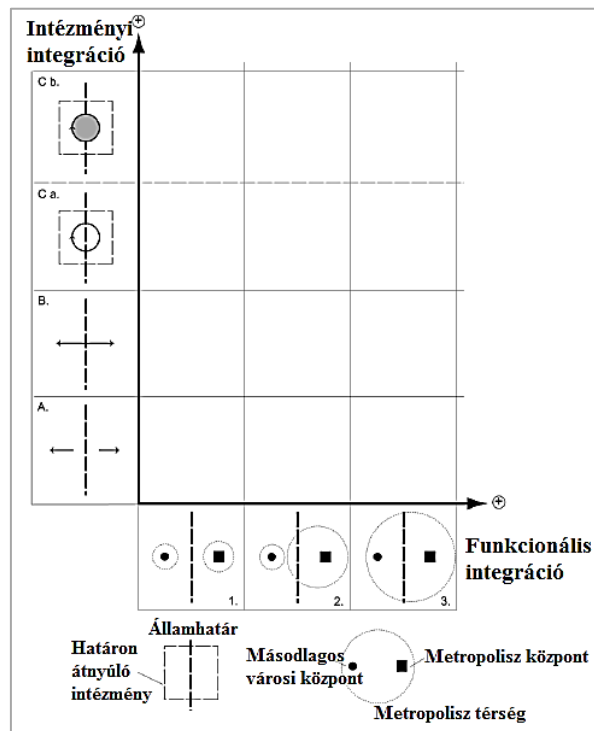 Intézményi
integráció
C b.
C a.
B.
A.
1.
2.
3.
Funkcionális
integráció
Államhatár
Határon
átnyúló
intézmény
Másodlagos
városi központ
Metropolisz központ
Metropolisz térség